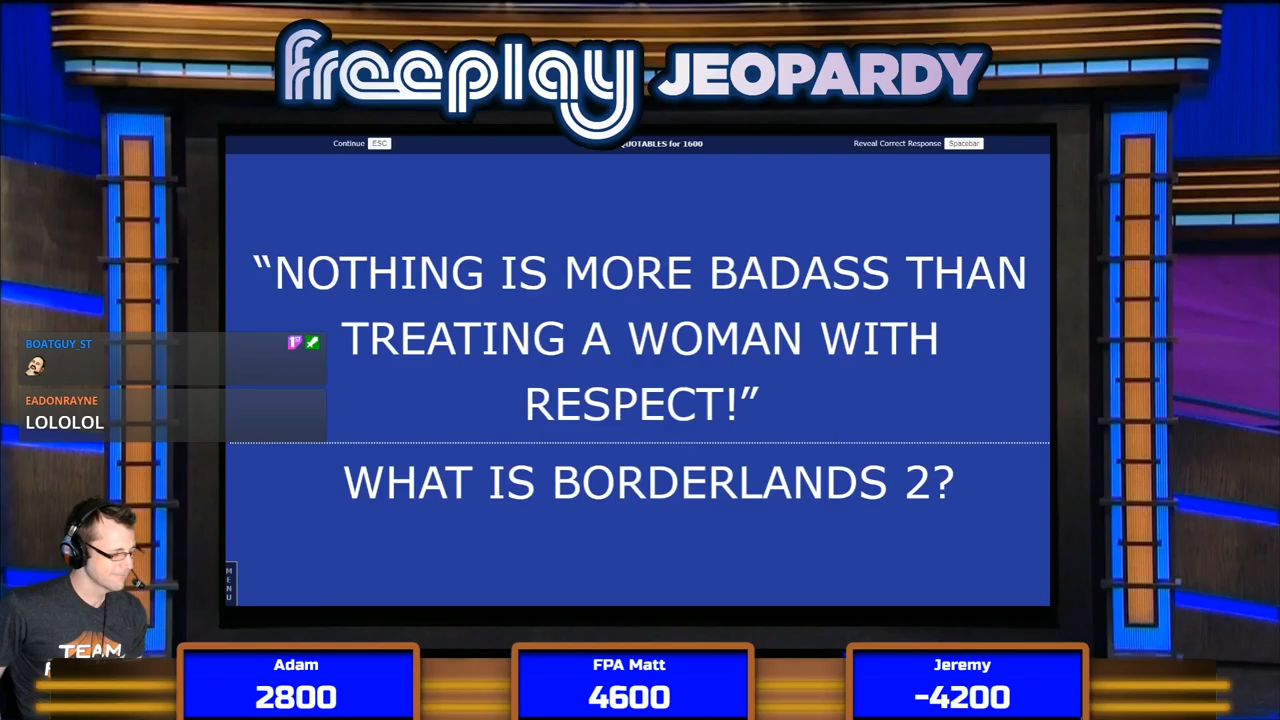 freeplay JEOPARDY
Continue ESC
QUOTABLES for 1600
Reveal Correct Response Spacebar
“NOTHING IS MORE BADASS THAN
TREATING A WOMAN WITH
RESPECT!”
WHAT IS BORDERLANDS 2?
BOATGUY_ST
EADONRAYNE
LOLOLOL
MENU
TEAM
Adam
2800
FPA Matt
4600
Jeremy
-4200